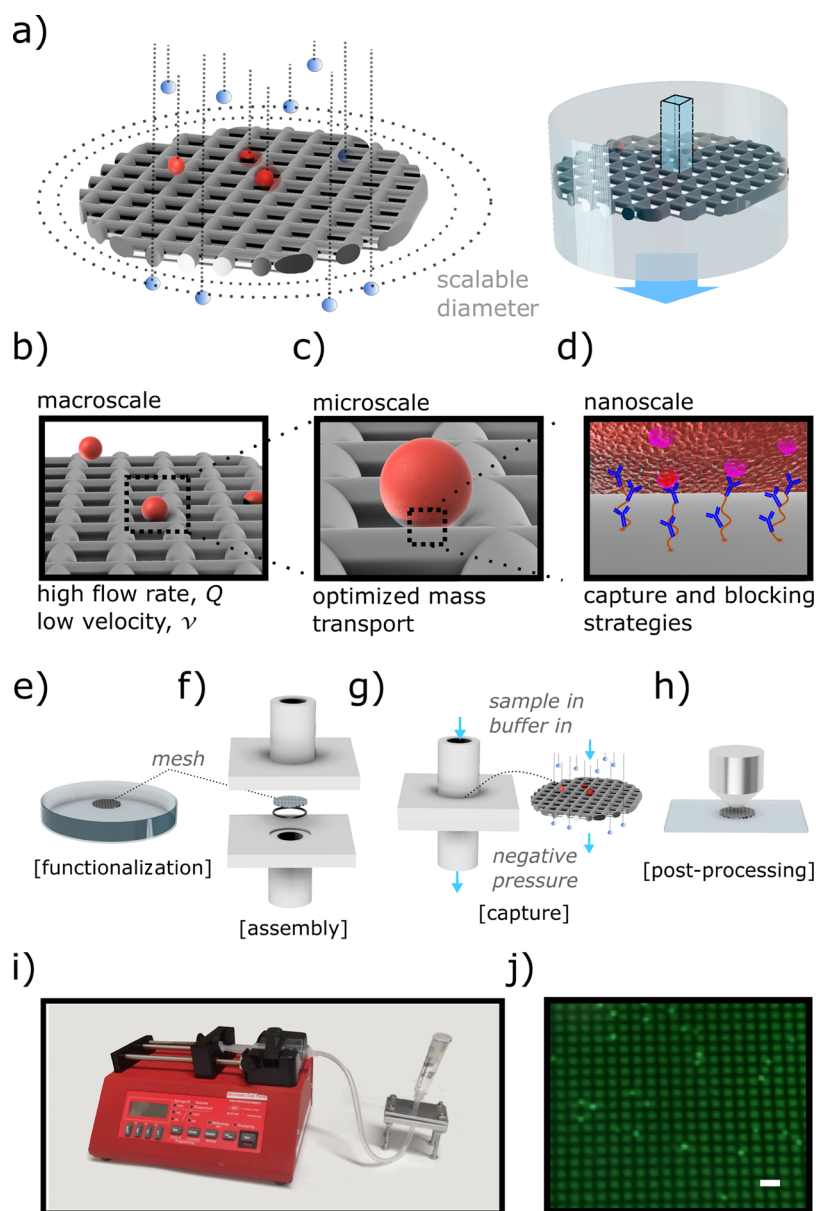 a)
scalable
diameter
b)
c)
d)
macroscale
microscale
nanoscale
high flow rate, Q
low velocity, 𝜈
optimized mass
transport
capture and blocking
strategies
e)
f)
g)
h)
mesh
sample in
buffer in
negative
pressure
[functionalization]
[assembly]
[capture]
[post-processing]
i)
j)